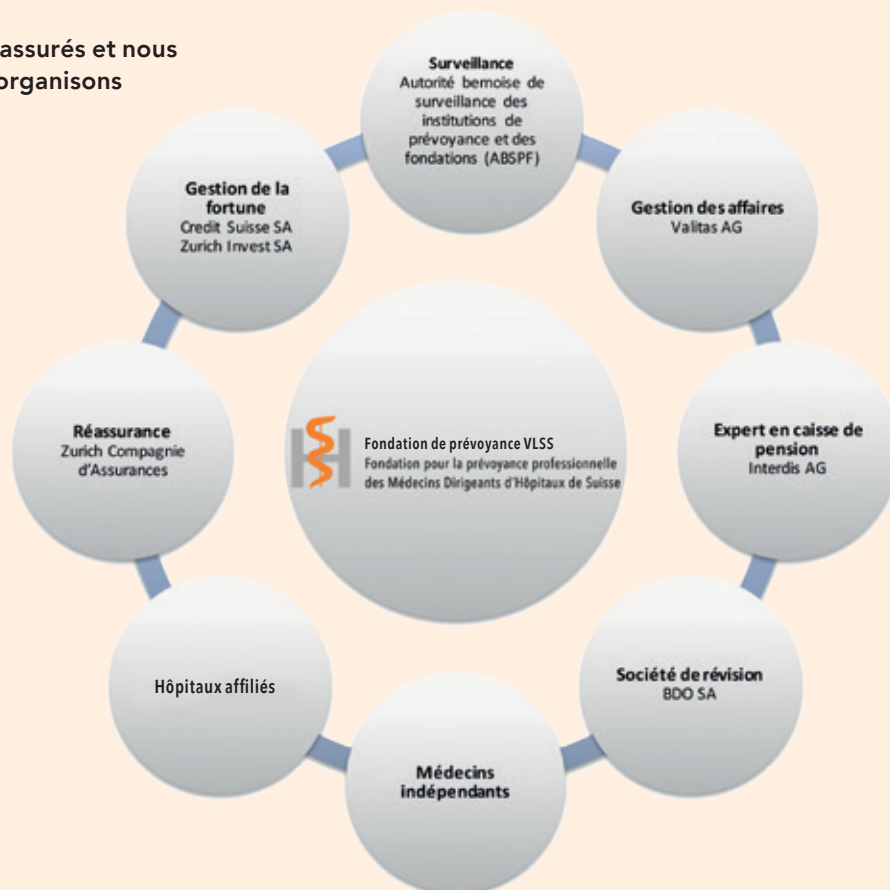 assurés et nous
organisons
Surveillance
Autorité bernoise de
surveillance des
institutions de
prévoyance et des
fondations (ABSPF)
Gestion des affaires
Valitas AG
Expert en caisse de
pension
Interdis AG
Société de révision
BDO SA
Médecins
indépendants
Hôpitaux affiliés
Réassurance
Zurich Compagnie
d'Assurances
Gestion de la
fortune
Credit Suisse SA
Zurich Invest SA
Fondation de prévoyance VLSS
Fondation pour la prévoyance professionnelle
des Médecins Dirigeants d'Hôpitaux de Suisse